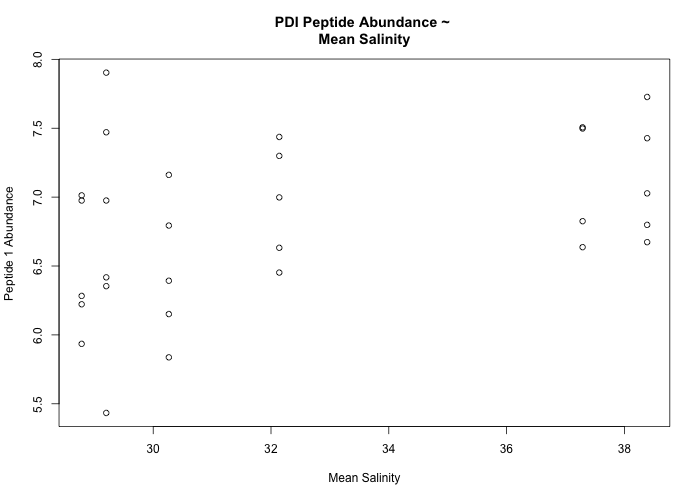 PDI Peptide Abundance ~
Mean Salinity
8.0
7.5
7.0
6.5
6.0
5.5
Peptide 1 Abundance
30 32 34 36 38
Mean Salinity